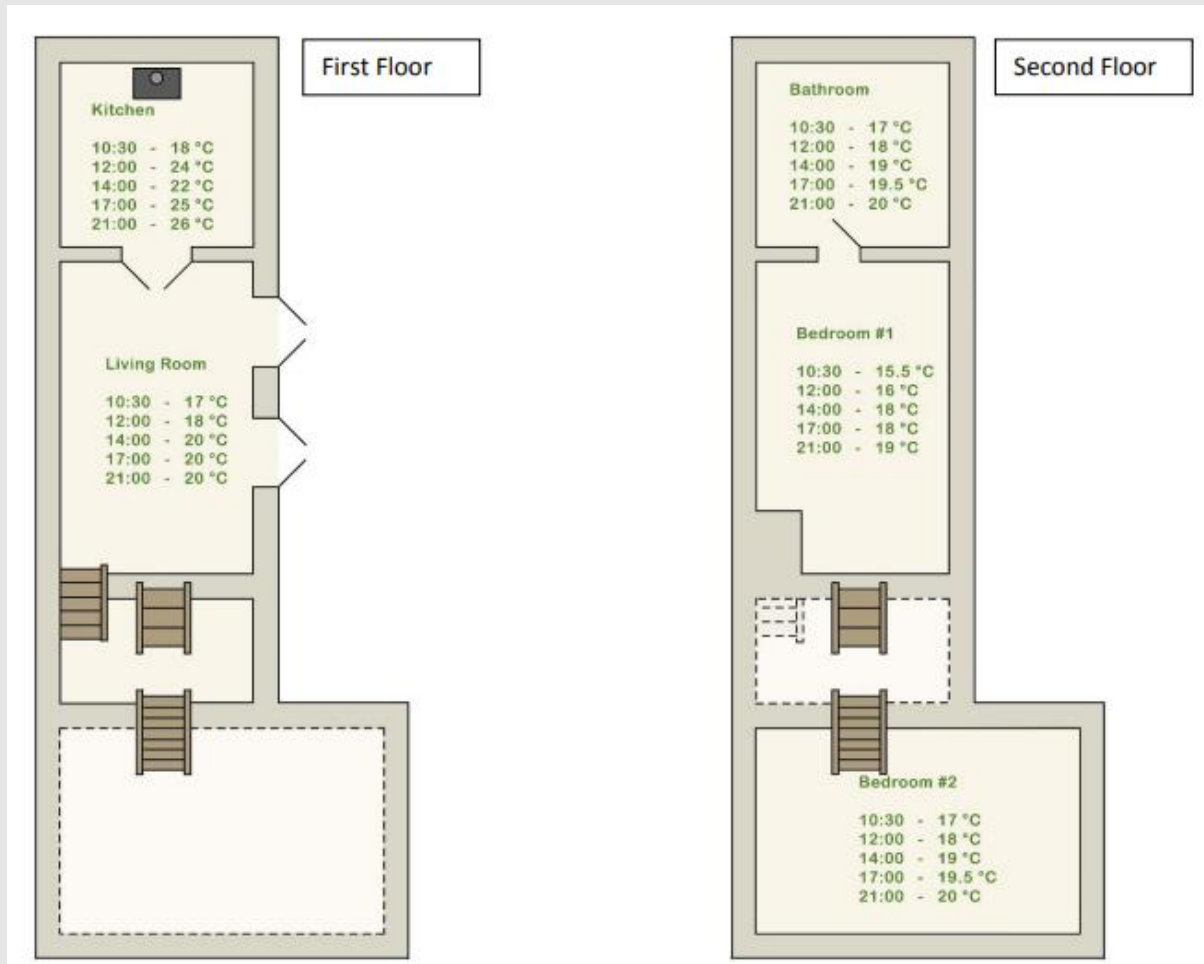 First Floor
Kitchen
10:30 - 18 °C
12:00 - 24 °C
14:00 - 22 °C
17:00 - 25 °C
21:00 - 26 °C
Living Room
10:30 - 17 °C
12:00 - 18 °C
14:00 - 20 °C
17:00 - 20 °C
21:00 - 20 °C
Second Floor
Bathroom
10:30 - 17 °C
12:00 - 18 °C
14:00 - 19 °C
17:00 - 19.5 °C
21:00 - 20 °C
Bedroom #1
10:30 - 15.5 °C
12:00 - 16 °C
14:00 - 18 °C
17:00 - 18 °C
21:00 - 19 °C
Bedroom #2
10:30 - 17 °C
12:00 - 18 °C
14:00 - 19 °C
17:00 - 19.5 °C
21:00 - 20 °C